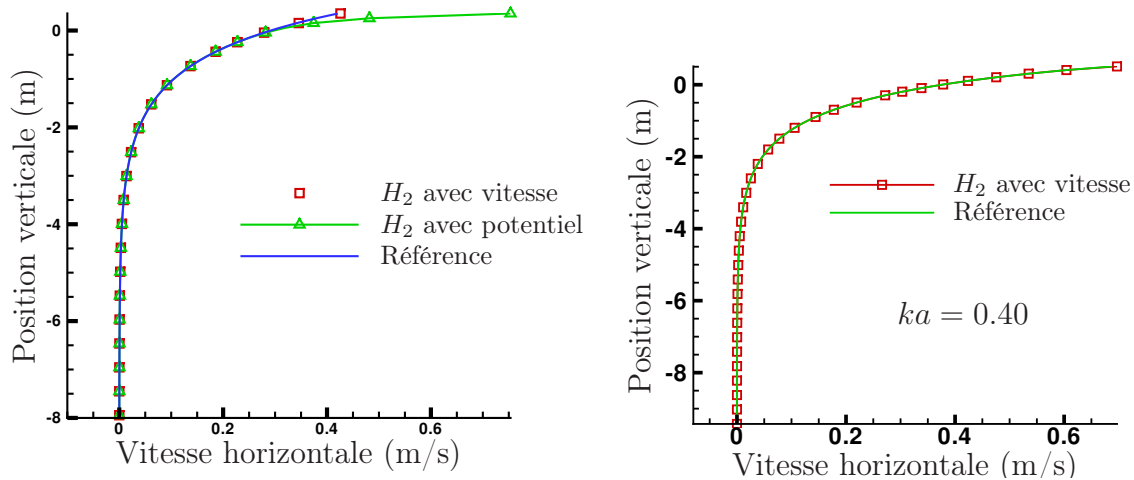 Position verticale (m)
0
-2
-4
-6
-8
H2 avec vitesse
H2 avec potentiel
Référence
0
0.2
0.4
0.6
Vitesse horizontale (m/s)
Position verticale (m)
0
-2
-4
-6
-8
H2 avec vitesse
Référence
ka = 0.40
0
0.2
0.4
0.6
Vitesse horizontale (m/s)